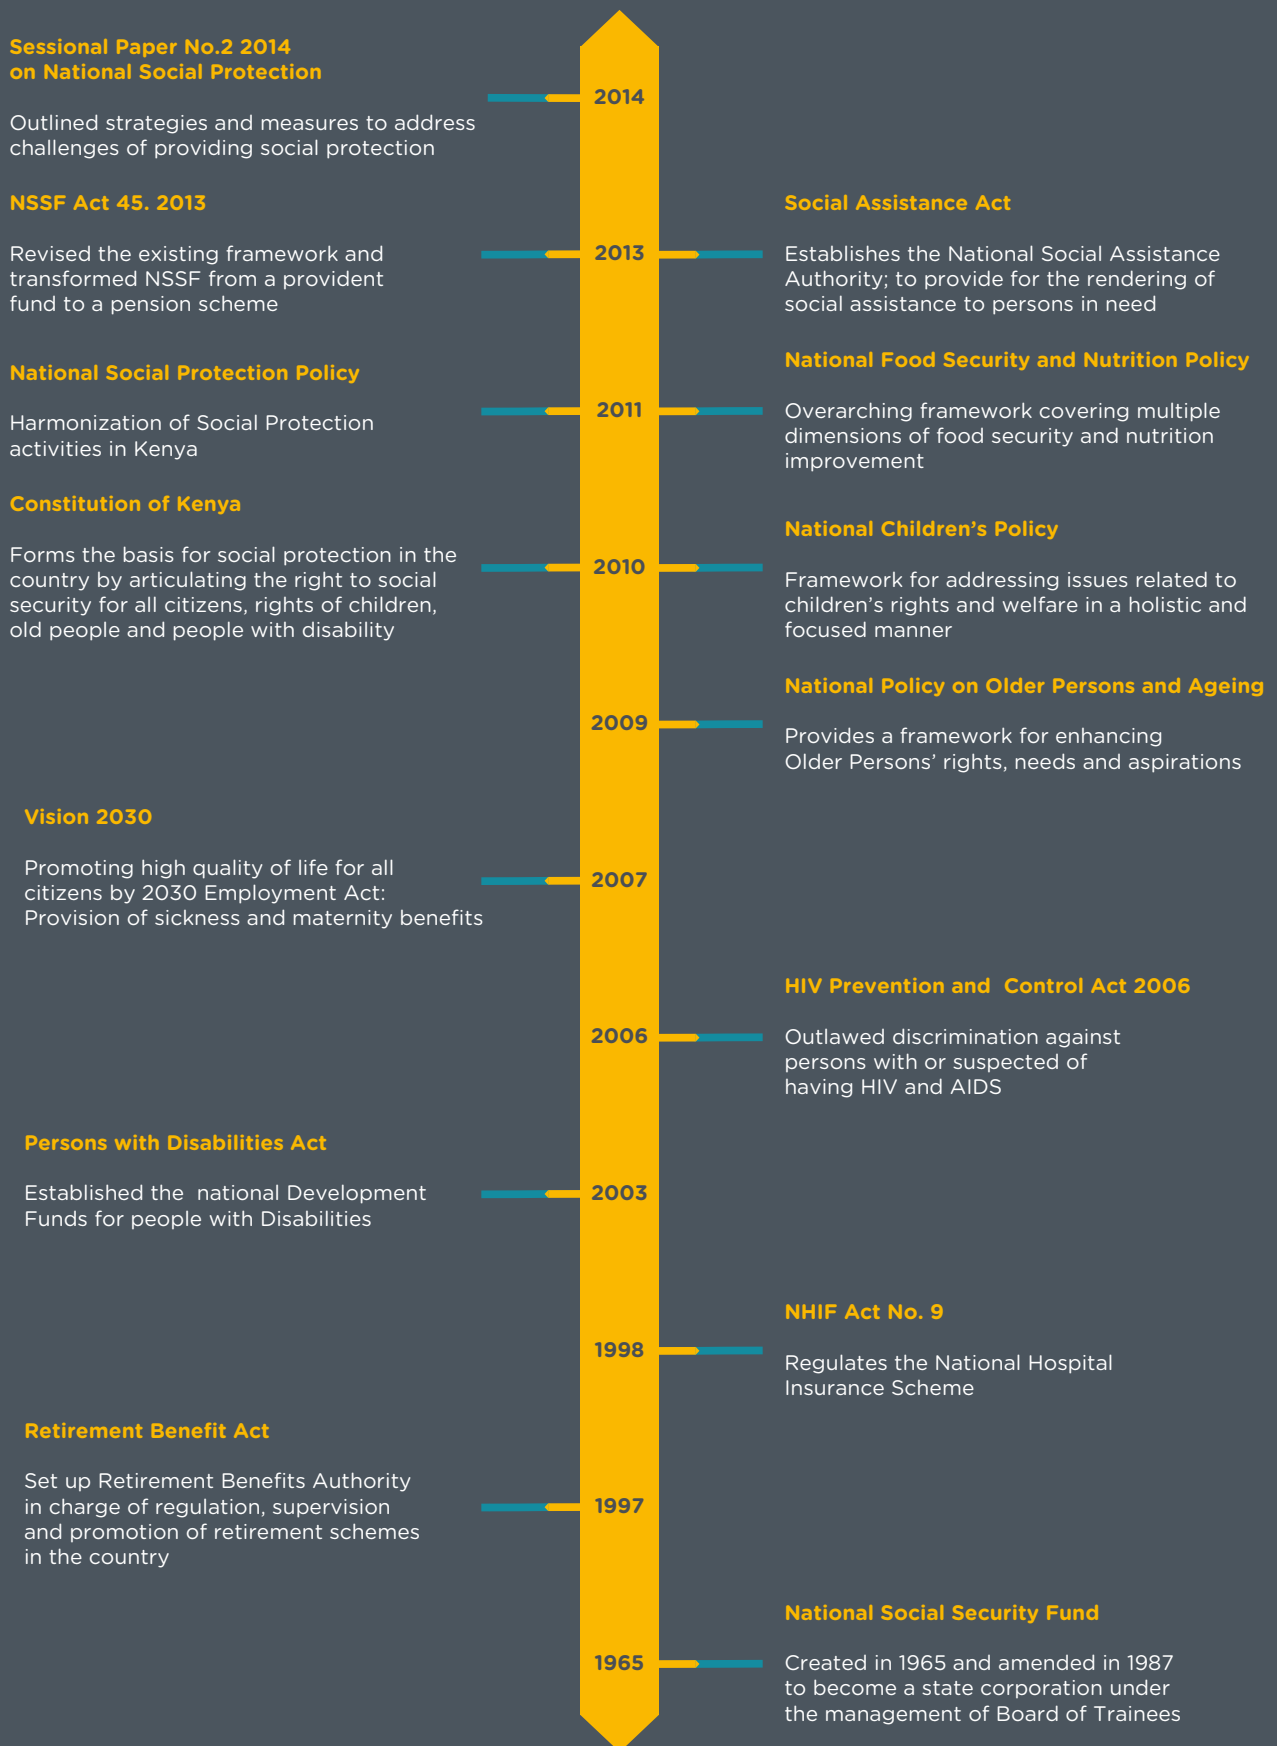 Sessional Paper No.2 2014
on National Social Protection
Outlined strategies and measures to address
challenges of providing social protection
2014
NSSF Act 45. 2013
Revised the existing framework and
transformed NSSF from a provident
fund to a pension scheme
2013
Social Assistance Act
Establishes the National Social Assistance
Authority; to provide for the rendering of
social assistance to persons in need
National Social Protection Policy
Harmonization of Social Protection
activities in Kenya
2011
National Food Security and Nutrition Policy
Overarching framework covering multiple
dimensions of food security and nutrition
improvement
Constitution of Kenya
Forms the basis for social protection in the
country by articulating the right to social
security for all citizens, rights of children,
old people and people with disability
2010
National Children’s Policy
Framework for addressing issues related to
children’s rights and welfare in a holistic and
focused manner
2009
National Policy on Older Persons and Ageing
Provides a framework for enhancing
Older Persons’ rights, needs and aspirations
Vision 2030
Promoting high quality of life for all
citizens by 2030 Employment Act:
Provision of sickness and maternity benefits
2007
2006
HIV Prevention and  Control Act 2006
Outlawed discrimination against
persons with or suspected of
having HIV and AIDS
Persons with Disabilities Act
Established the  national Development
Funds for people with Disabilities
2003
1998
NHIF Act No. 9
Regulates the National Hospital
Insurance Scheme
Retirement Benefit Act
Set up Retirement Benefits Authority
in charge of regulation, supervision
and promotion of retirement schemes
in the country
1997
1965
National Social Security Fund
Created in 1965 and amended in 1987
to become a state corporation under
the management of Board of Trainees